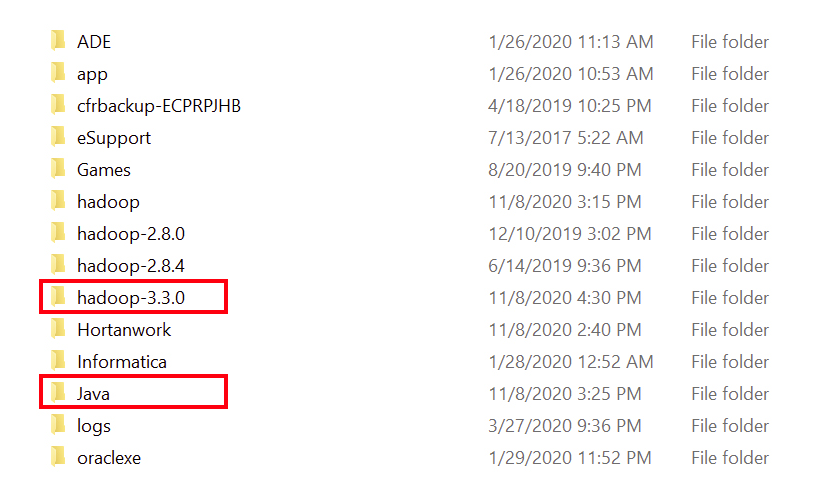 ADE 1/26/2020 11:13 AM File folder
app 1/26/2020 10:53 AM File folder
cfrbackup-ECPRPJHB 4/18/2019 10:25 PM File folder
eSupport 7/13/2017 5:22 AM File folder
Games 8/20/2019 9:40 PM File folder
hadoop 11/8/2020 3:15 PM File folder
hadoop-2.8.0 12/10/2019 3:02 PM File folder
hadoop-2.8.4 6/14/2019 9:36 PM File folder
hadoop-3.3.0 11/8/2020 4:30 PM File folder
Hortanwork 11/8/2020 2:40 PM File folder
Informatica 1/28/2020 12:52 AM File folder
Java 11/8/2020 3:25 PM File folder
logs 3/27/2020 9:36 PM File folder
oraclexe 1/29/2020 11:52 PM File folder